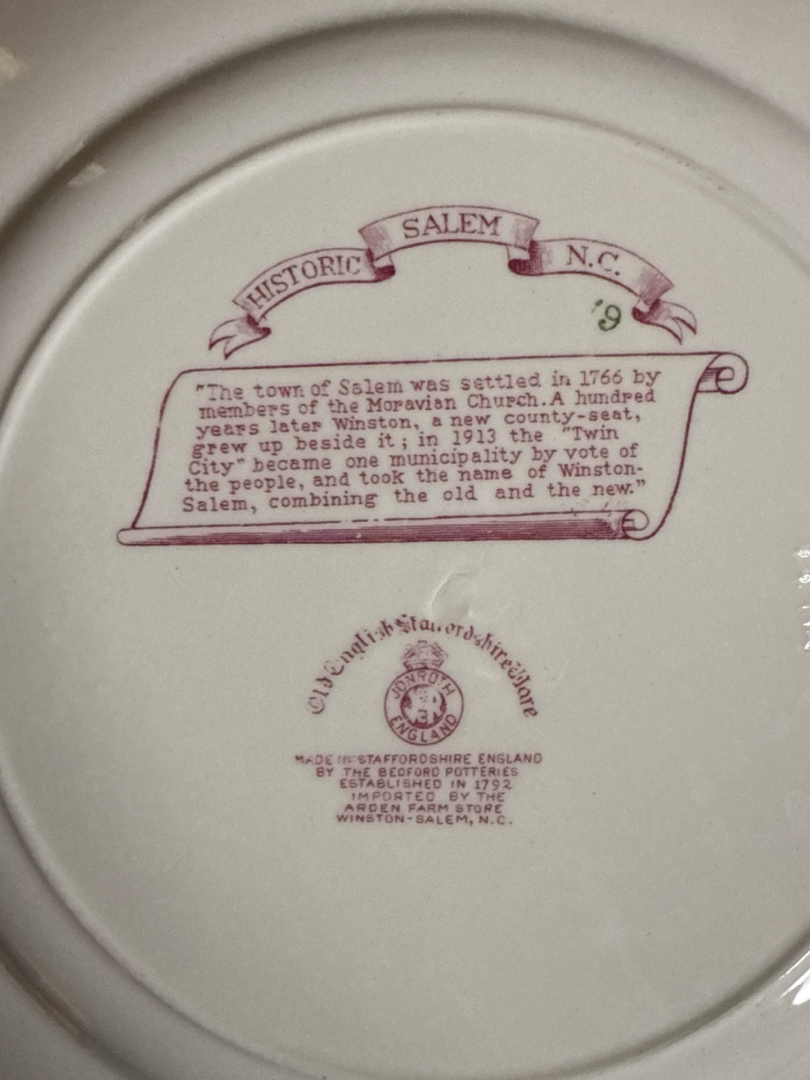 HISTORIC SALEM N.C.
'9
"The town of Salem was settled in 1766 by
members of the Moravian Church. A hundred
years later Winston, a new county-seat,
grew up beside it; in 1913 the "Twin
City" became one municipality by vote of
the people, and took the name of Winston-
Salem, combining the old and the new."
Old English Staffordshire Ware
JONROTH
ENGLAND
MADE IN STAFFORDSHIRE ENGLAND
BY THE BEDFORD POTTERIES
ESTABLISHED IN 1792
IMPORTED BY THE
ARDEN FARM STORE
WINSTON-SALEM, N.C.